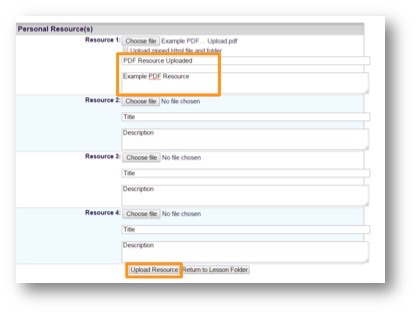 Personal Resource(s)
Resource 1: Choose file Example PDF... Upload.pdf
Upload zipped Html file and folder
PDF Resource Uploaded
Example PDF Resource
Resource 2: Choose file No file chosen
Title
Description
Resource 3: Choose file No file chosen
Title
Description
Resource 4: Choose file No file chosen
Title
Description
Upload Resource Return to Lesson Folder